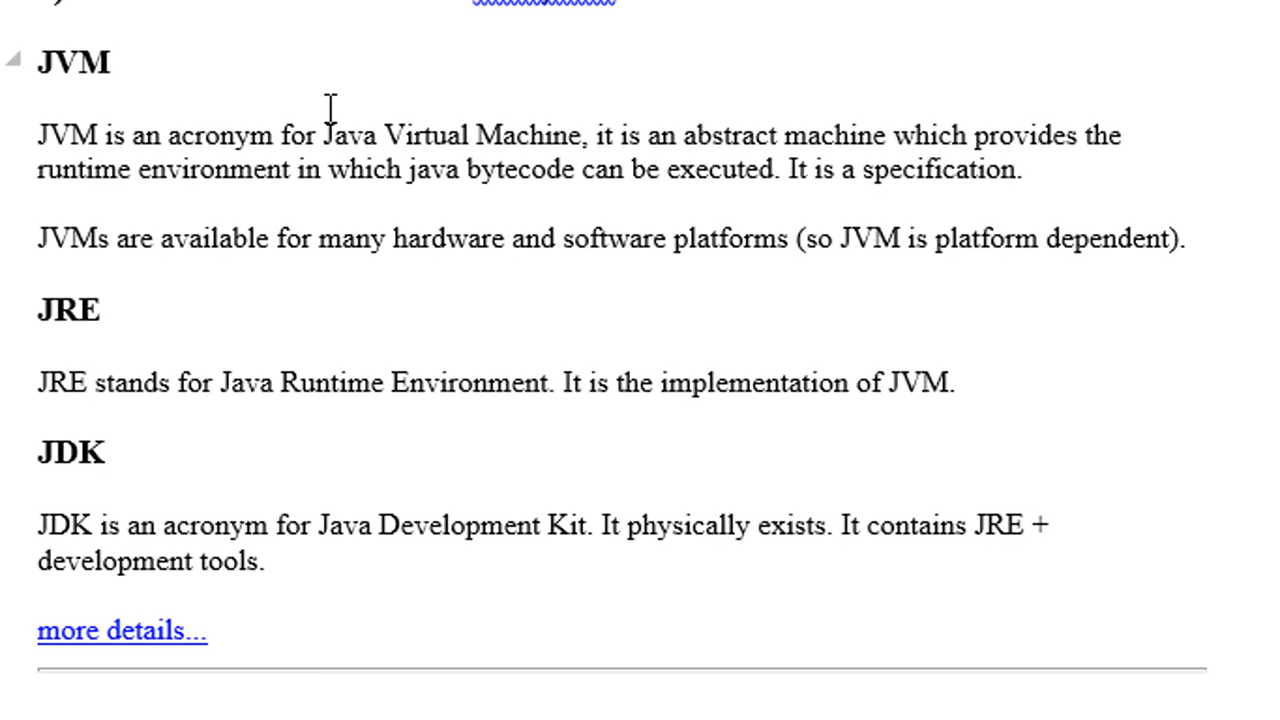 JVM
JVM is an acronym for Java Virtual Machine, it is an abstract machine which provides the
runtime environment in which java bytecode can be executed. It is a specification.
JVMs are available for many hardware and software platforms (so JVM is platform dependent).
JRE
JRE stands for Java Runtime Environment. It is the implementation of JVM.
JDK
JDK is an acronym for Java Development Kit. It physically exists. It contains JRE +
development tools.
more details...